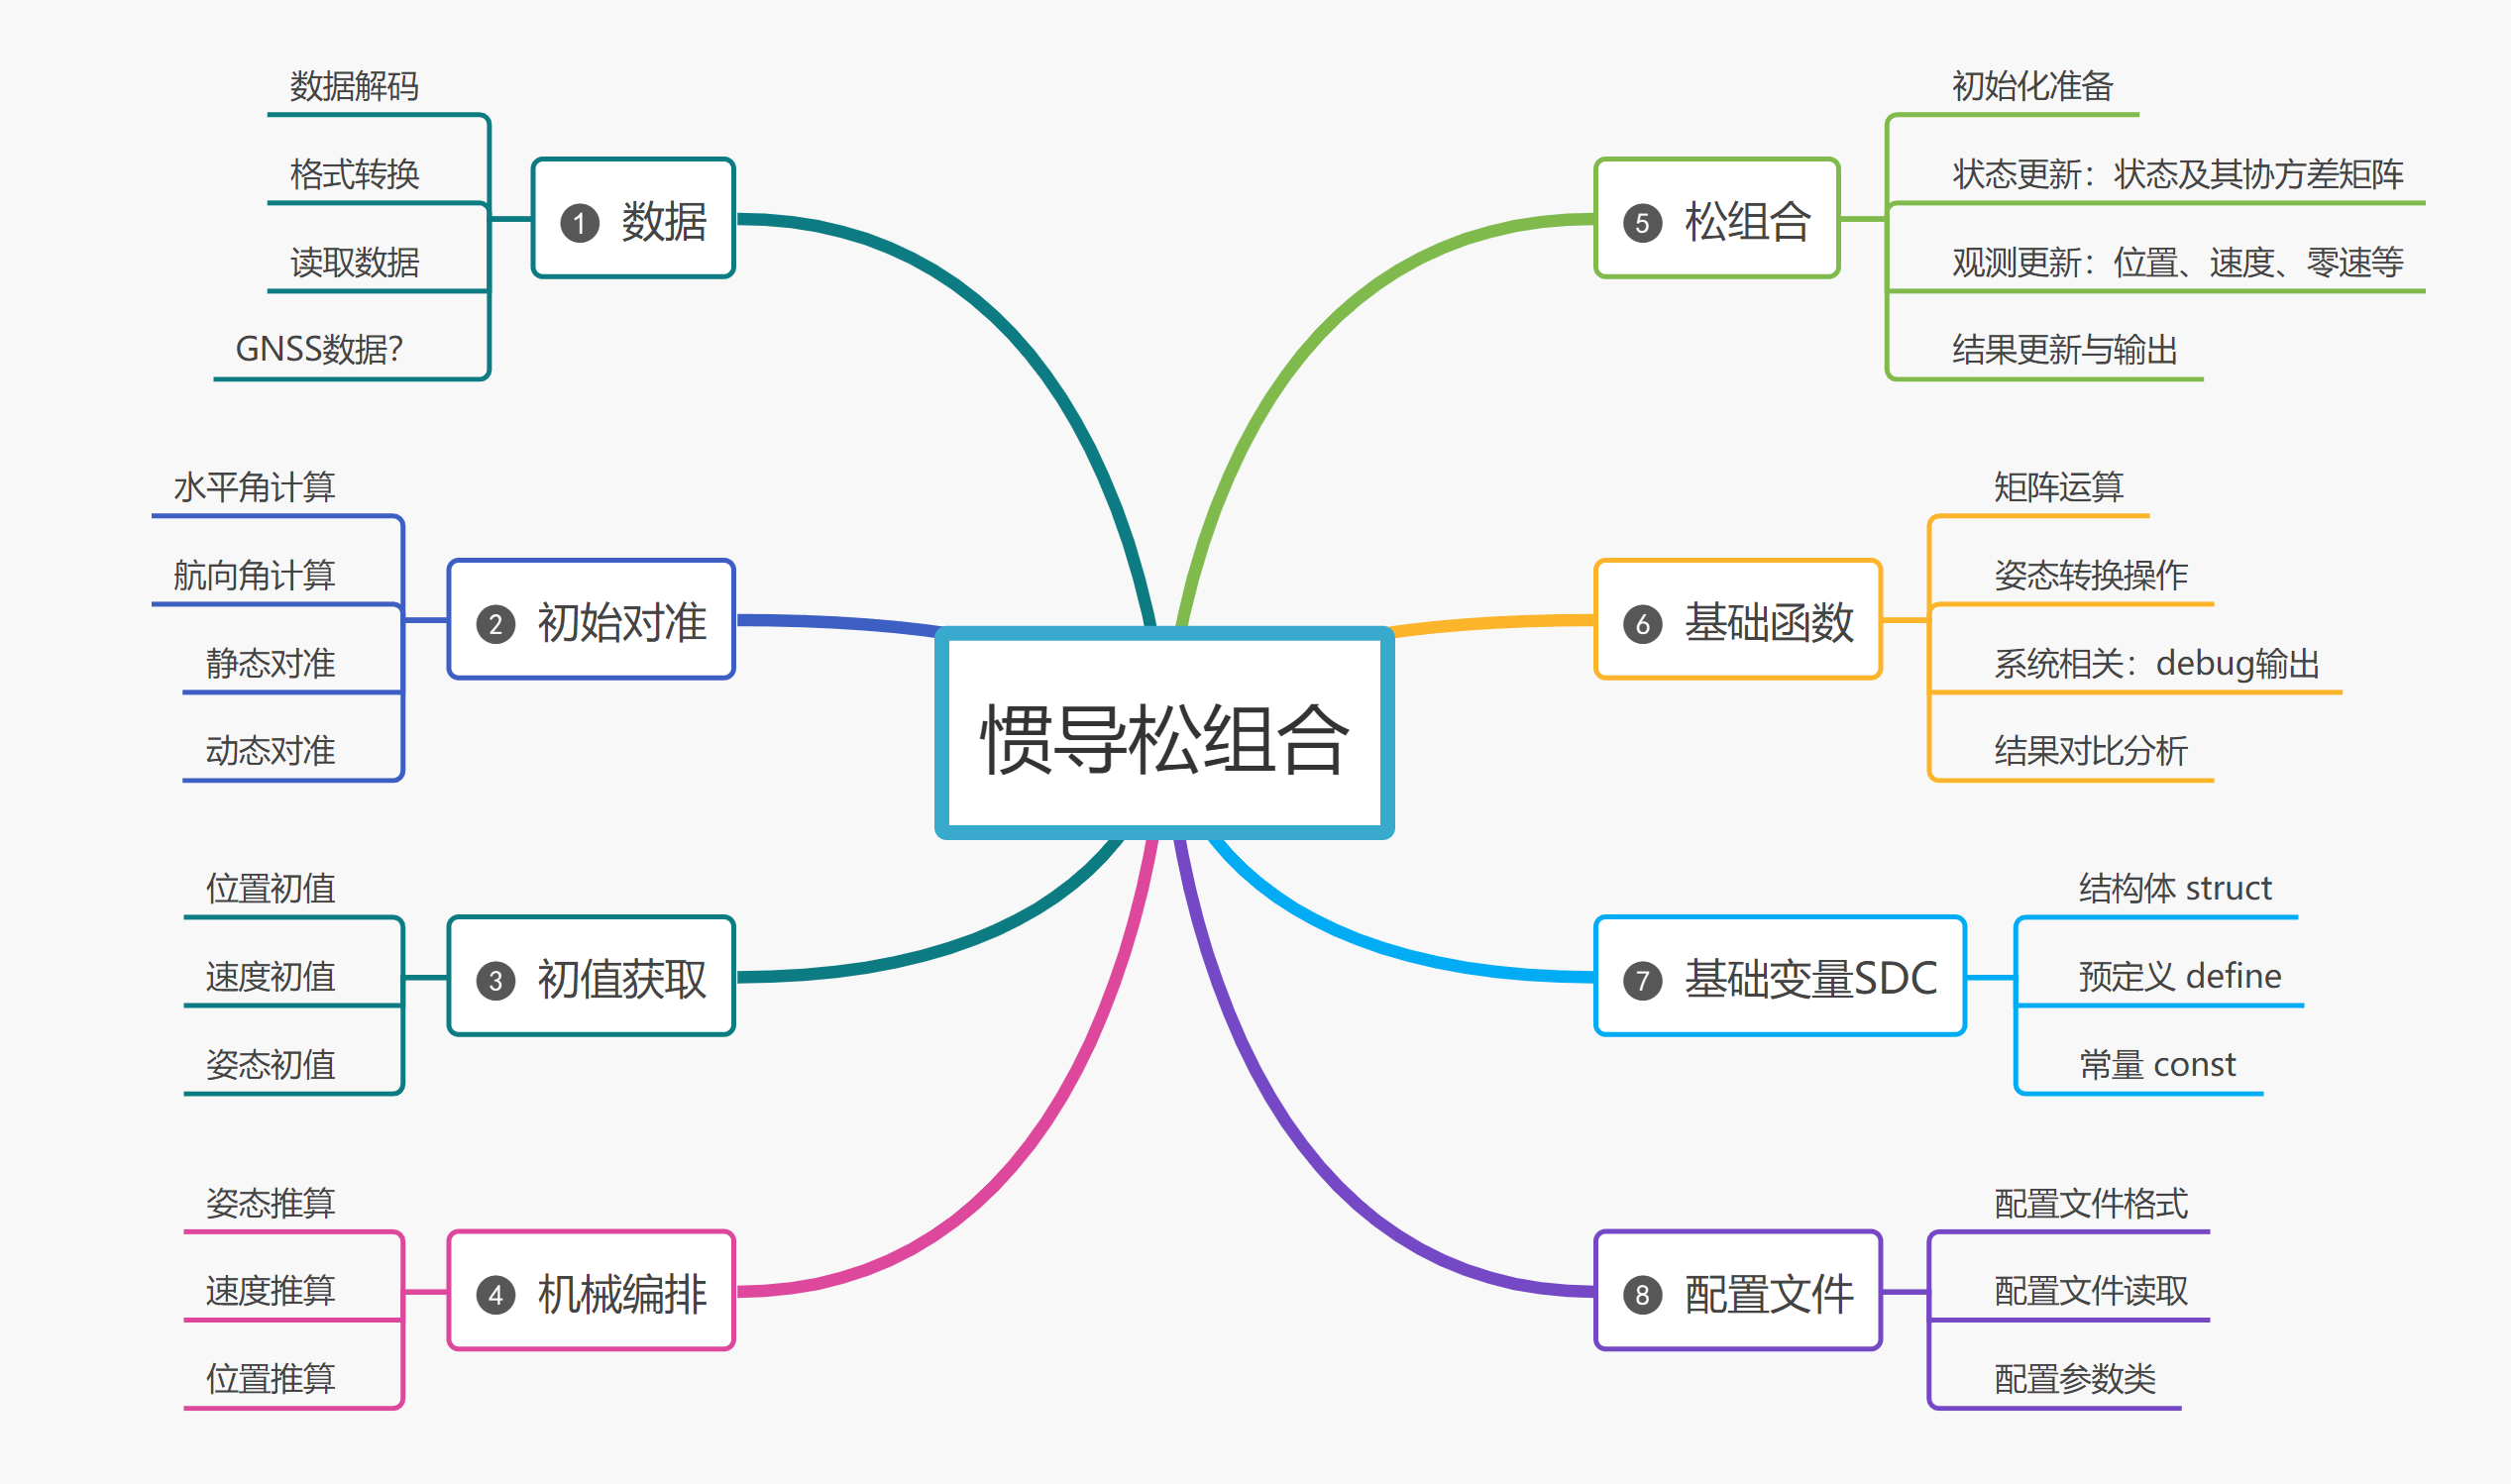 惯导松组合
1 数据
数据解码
格式转换
读取数据
GNSS数据?
2 初始对准
水平角计算
航向角计算
静态对准
动态对准
3 初值获取
位置初值
速度初值
姿态初值
4 机械编排
姿态推算
速度推算
位置推算
5 松组合
初始化准备
状态更新：状态及其协方差矩阵
观测更新：位置、速度、零速等
结果更新与输出
6 基础函数
矩阵运算
姿态转换操作
系统相关：debug输出
结果对比分析
7 基础变量SDC
结构体 struct
预定义 define
常量 const
8 配置文件
配置文件格式
配置文件读取
配置参数类